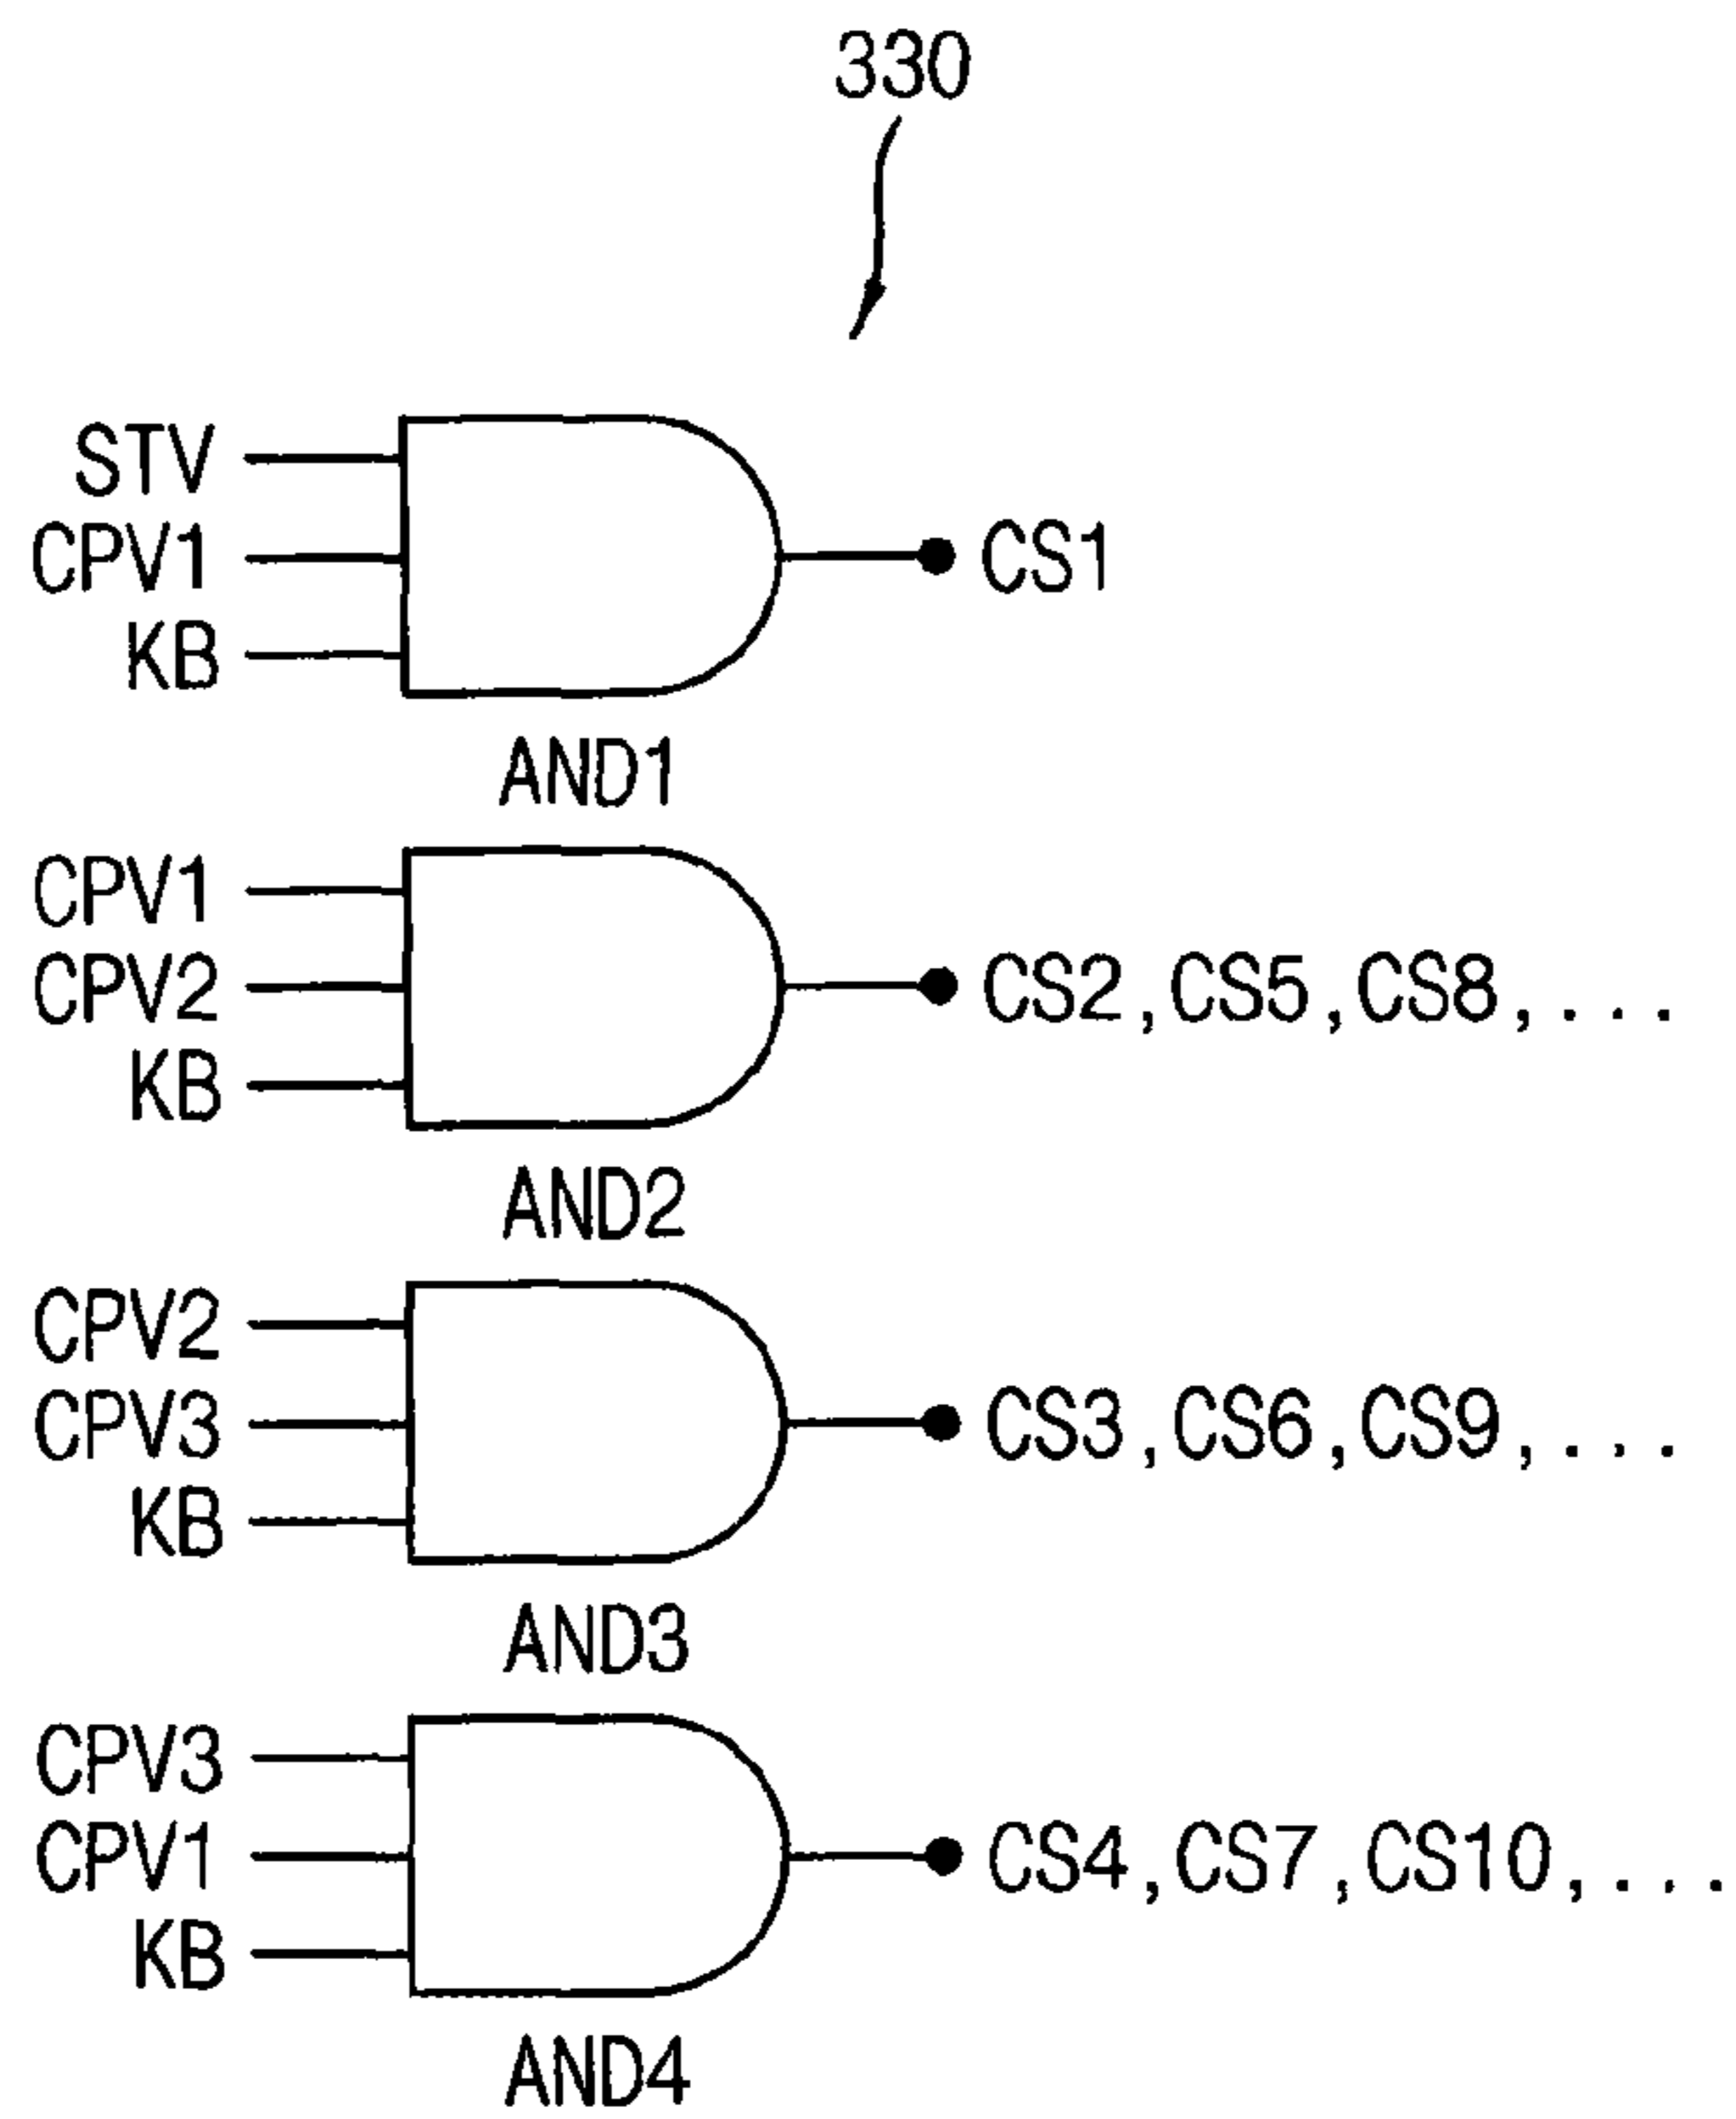 330
STV
CPV1
KB
CS1
AND1
CPV1
CPV2
KB
CS2,CS5,CS8,...
AND2
CPV2
CPV3
KB
CS3,CS6,CS9,...
AND3
CPV3
CPV1
KB
CS4,CS7,CS10,...
AND4